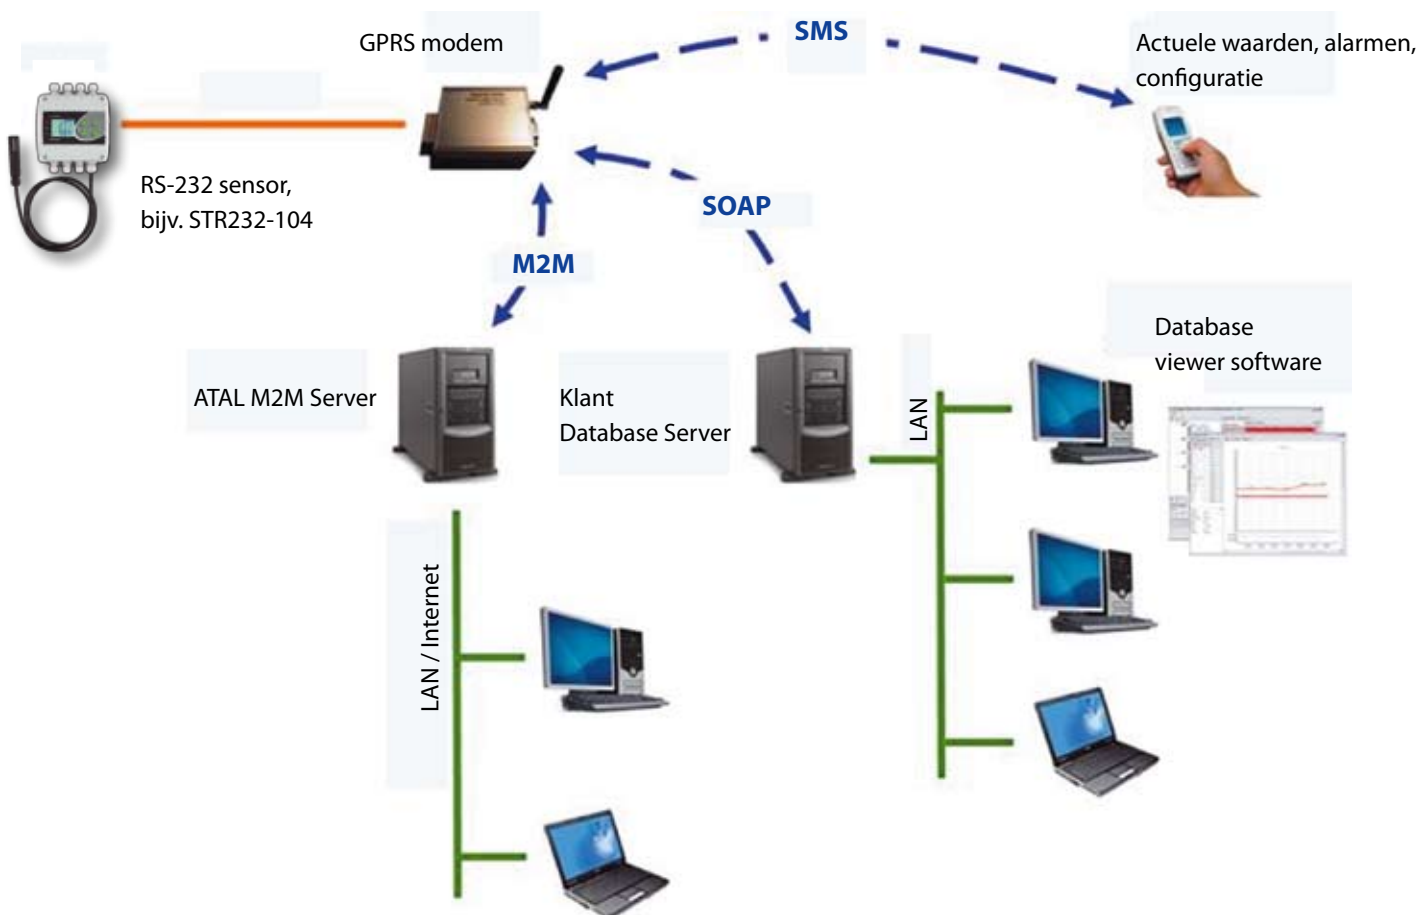 SMS
GPRS modem
Actuele waarden, alarmen,
configuratie
RS-232 sensor,
bijv. STR232-104
SOAP
M2M
Database
viewer software
ATAL M2M Server
Klant
Database Server
LAN
LAN / Internet